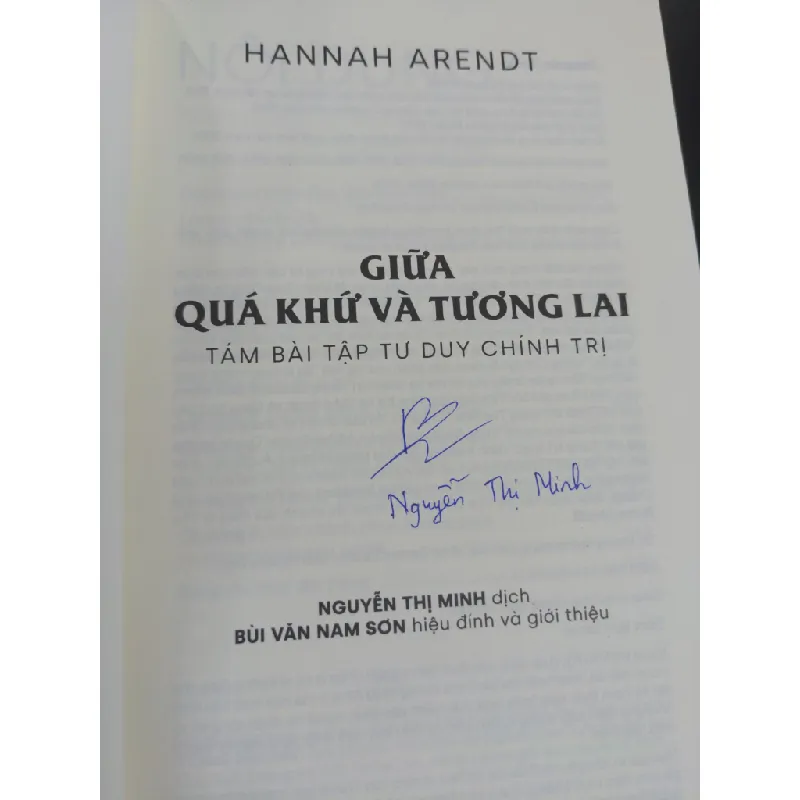 HANNAH ARENDT
GIỮA
QUÁ KHỨ VÀ TƯƠNG LAI
TÁM BÀI TẬP TƯ DUY CHÍNH TRỊ
Nguyễn Thị Minh
NGUYỄN THỊ MINH dịch
BÙI VĂN NAM SƠN hiệu đính và giới thiệu